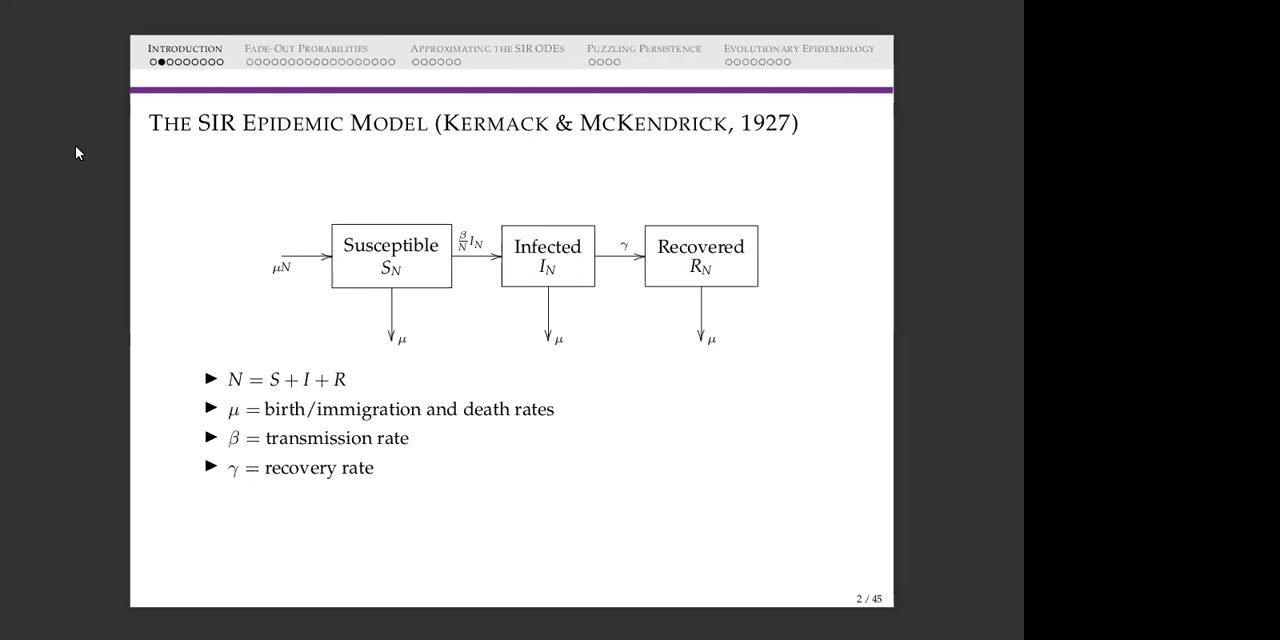 INTRODUCTION FADE-OUT PROBABILITIES APPROXIMATING THE SIR ODES PUZZLING PERSISTENCE EVOLUTIONARY EPIDEMIOLOGY
THE SIR EPIDEMIC MODEL (KERMACK & MCKENDRICK, 1927)
μN
Susceptible
S_N
β/N I_N
Infected
I_N
γ
Recovered
R_N
μ μ μ
► N = S + I + R
► μ = birth/immigration and death rates
► β = transmission rate
► γ = recovery rate
2 / 45